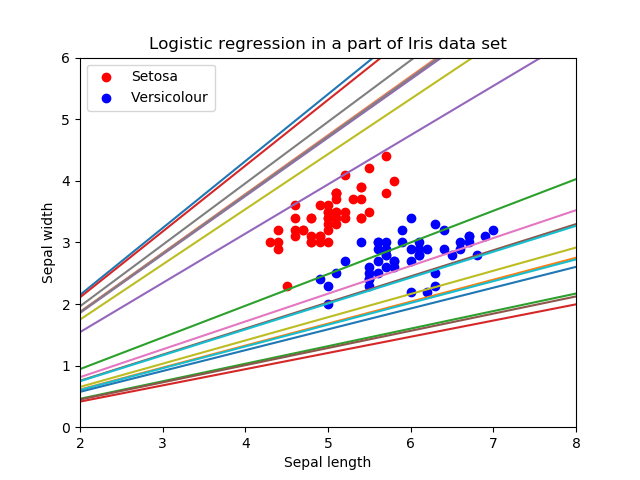 Logistic regression in a part of Iris data set
Setosa
Versicolour
Sepal width
6
5
4
3
2
1
0
2 3 4 5 6 7 8
Sepal length